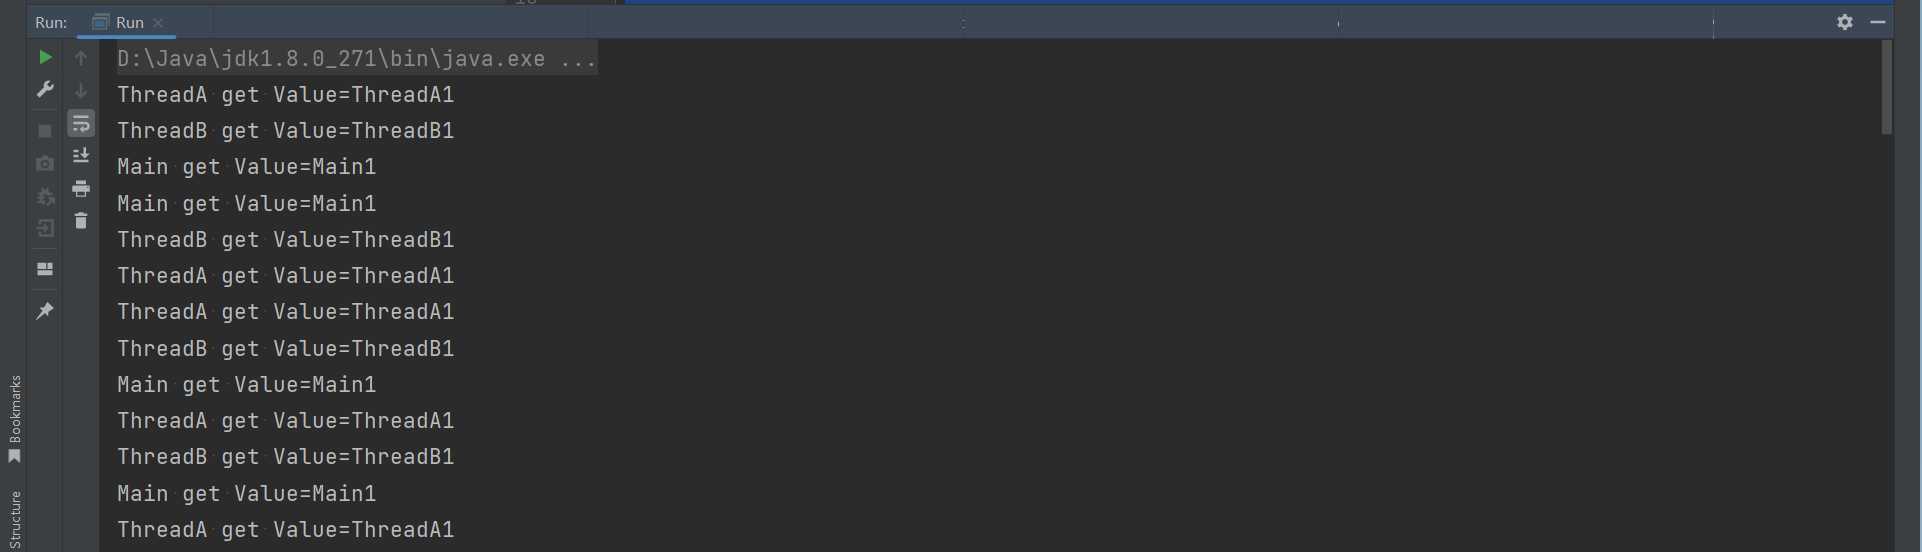 Run:
Run
D:\Java\jdk1.8.0_271\bin\java.exe ...
ThreadA get Value=ThreadA1
ThreadB get Value=ThreadB1
Main get Value=Main1
Main get Value=Main1
ThreadB get Value=ThreadB1
ThreadA get Value=ThreadA1
ThreadA get Value=ThreadA1
ThreadB get Value=ThreadB1
Main get Value=Main1
ThreadA get Value=ThreadA1
ThreadB get Value=ThreadB1
Main get Value=Main1
ThreadA get Value=ThreadA1
Bookmarks
Structure